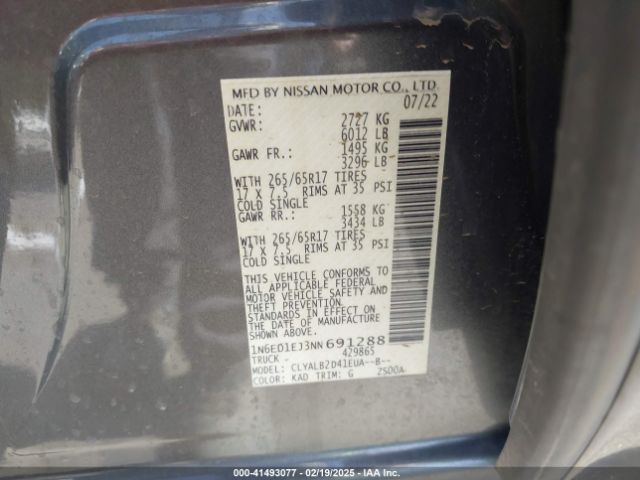 MFD BY NISSAN MOTOR CO., LTD.
DATE: 07/22
GVWR: 2727 KG
6012 LB
GAWR FR.: 1495 KG
3296 LB
WITH 265/65R17 TIRES
17 X 7.5 RIMS AT 35 PSI
COLD SINGLE
GAWR RR.: 1558 KG
3434 LB
WITH 265/65R17 TIRES
17 X 7.5 RIMS AT 35 PSI
COLD SINGLE
THIS VEHICLE CONFORMS TO
ALL APPLICABLE FEDERAL
MOTOR VEHICLE SAFETY AND
THEFT PREVENTION
STANDARDS IN EFFECT ON
THE DATE OF MANUFACTURE
SHOWN ABOVE.
1N6ED1EJ3NN691288
TRUCK - 429865
MODEL: CLYALB2D41EUA--B--
COLOR: KAD TRIM: G 2S00A
000-41493077 - 02/19/2025 - IAA Inc.